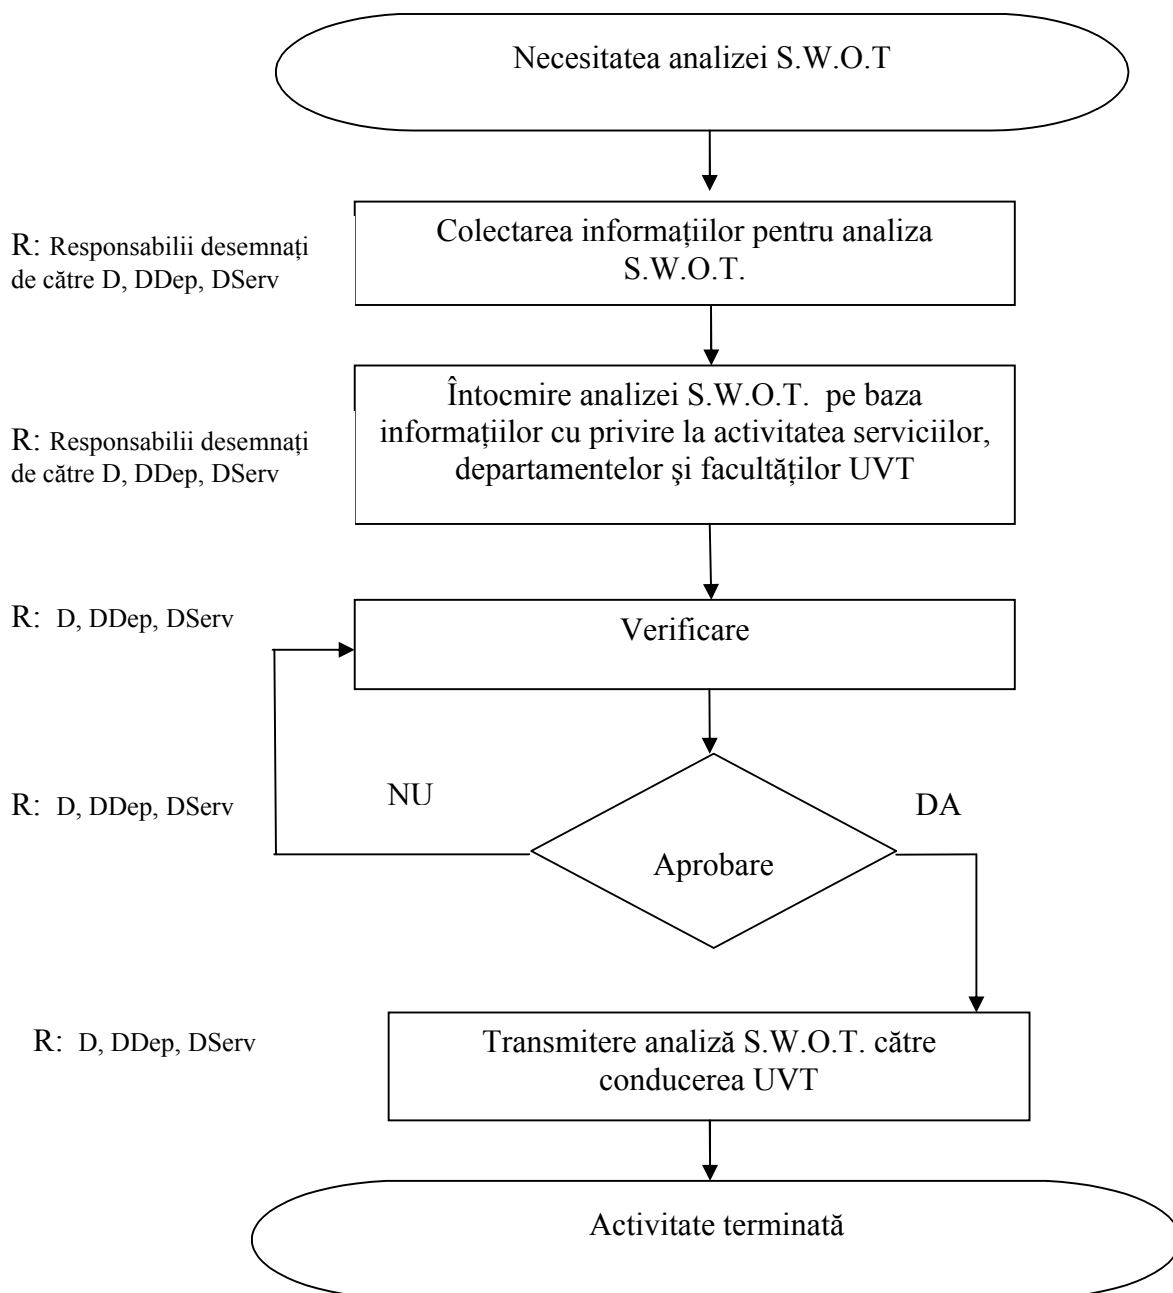 Necesitatea analizei S.W.O.T
R: Responsabilii desemnați
de către D, DDep, DServ
Colectarea informațiilor pentru analiza
S.W.O.T.
R: Responsabilii desemnați
de către D, DDep, DServ
Întocmire analizei S.W.O.T. pe baza
informațiilor cu privire la activitatea serviciilor,
departamentelor şi facultăților UVT
R: D, DDep, DServ
Verificare
R: D, DDep, DServ
NU
DA
Aprobare
R: D, DDep, DServ
Transmitere analiză S.W.O.T. către
conducerea UVT
Activitate terminată